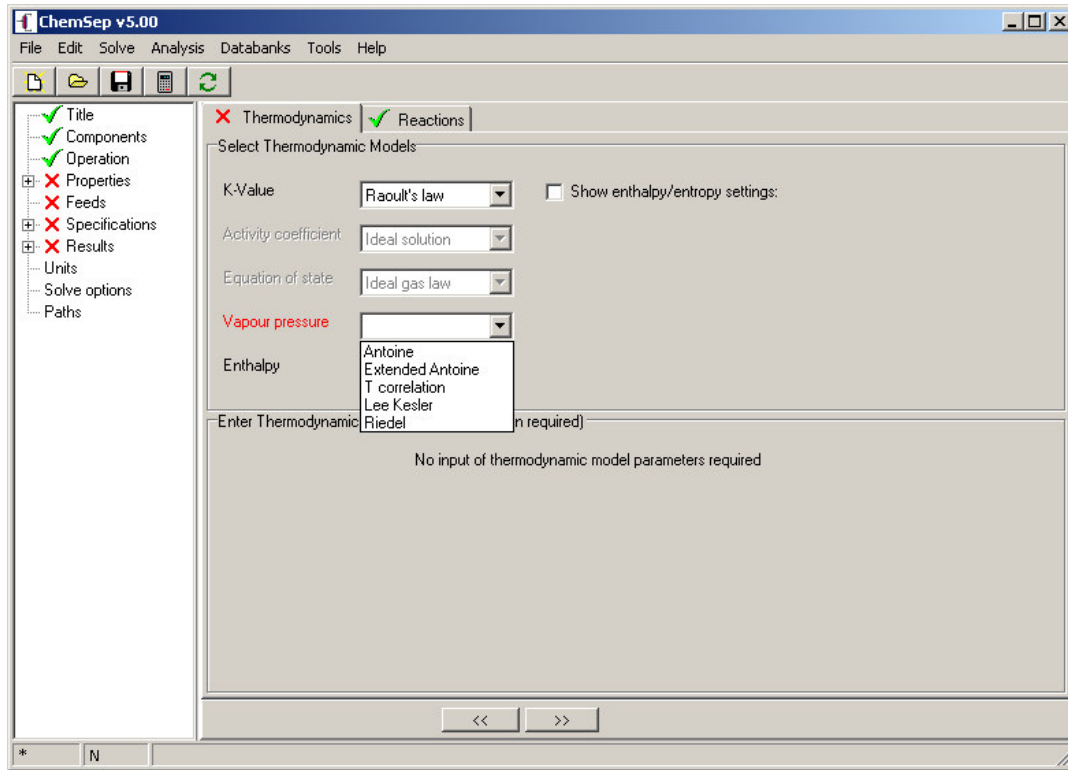 ChemSep v5.00
File Edit Solve Analysis Databanks Tools Help
Title
Components
Operation
Properties
Feeds
Specifications
Results
Units
Solve options
Paths
Thermodynamics Reactions
Select Thermodynamic Models
K-Value Raoult's law Show enthalpy/entropy settings:
Activity coefficient Ideal solution
Equation of state Ideal gas law
Vapour pressure
Antoine
Extended Antoine
T correlation
Lee Kesler
Riedel
Enthalpy
Enter Thermodynamic n required)
No input of thermodynamic model parameters required
<< >>
* N